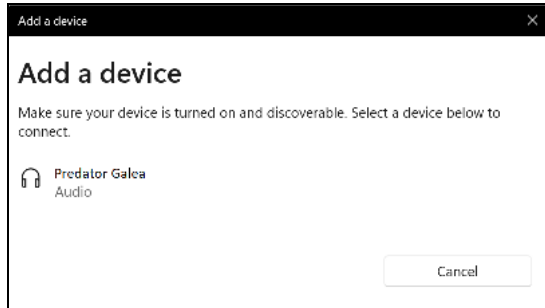 Add a device
Add a device
Make sure your device is turned on and discoverable. Select a device below to
connect.
Predator Galea
Audio
Cancel